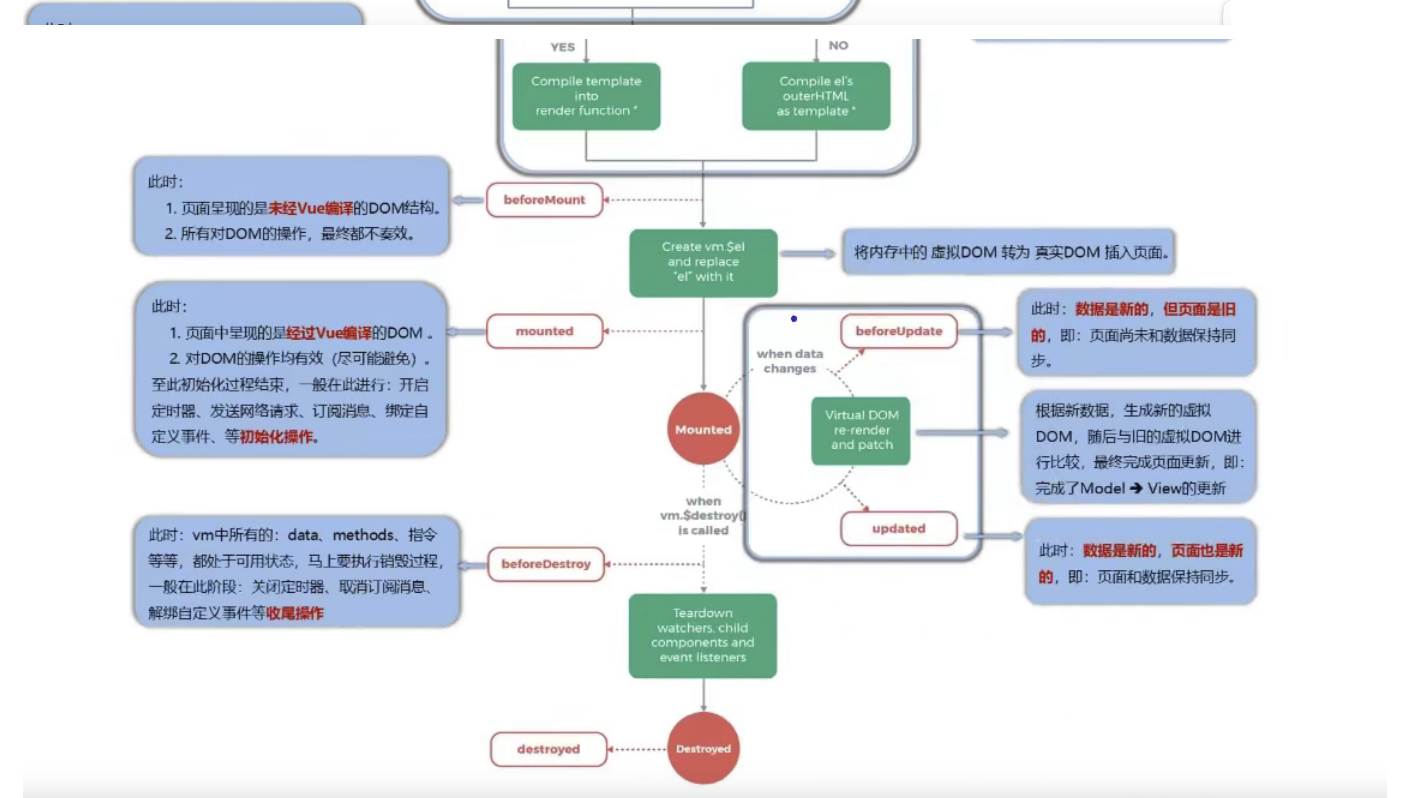 YES
NO
Compile template
into
render function *
Compile el's
outerHTML
as template *
此时：
1. 页面呈现的是未经Vue编译的DOM结构。
2. 所有对DOM的操作，最终都不奏效。
beforeMount
Create vm.$el
and replace
"el" with it
将内存中的 虚拟DOM 转为 真实DOM 插入页面。
此时：
1. 页面中呈现的是经过Vue编译的DOM 。
2. 对DOM的操作均有效（尽可能避免）。
至此初始化过程结束，一般在此进行：开启
定时器、发送网络请求、订阅消息、绑定自
定义事件、等初始化操作。
mounted
beforeUpdate
此时：数据是新的，但页面是旧
的，即：页面尚未和数据保持同
步。
when data
changes
Mounted
Virtual DOM
re-render
and patch
根据新数据，生成新的虚拟
DOM，随后与旧的虚拟DOM进
行比较，最终完成页面更新，即：
完成了Model ➔ View的更新
when
vm.$destroy()
is called
updated
此时：数据是新的，页面也是新
的，即：页面和数据保持同步。
此时：vm中所有的：data、methods、指令
等等，都处于可用状态，马上要执行销毁过程，
一般在此阶段：关闭定时器、取消订阅消息、
解绑自定义事件等收尾操作
beforeDestroy
Teardown
watchers, child
components and
event listeners
destroyed
Destroyed